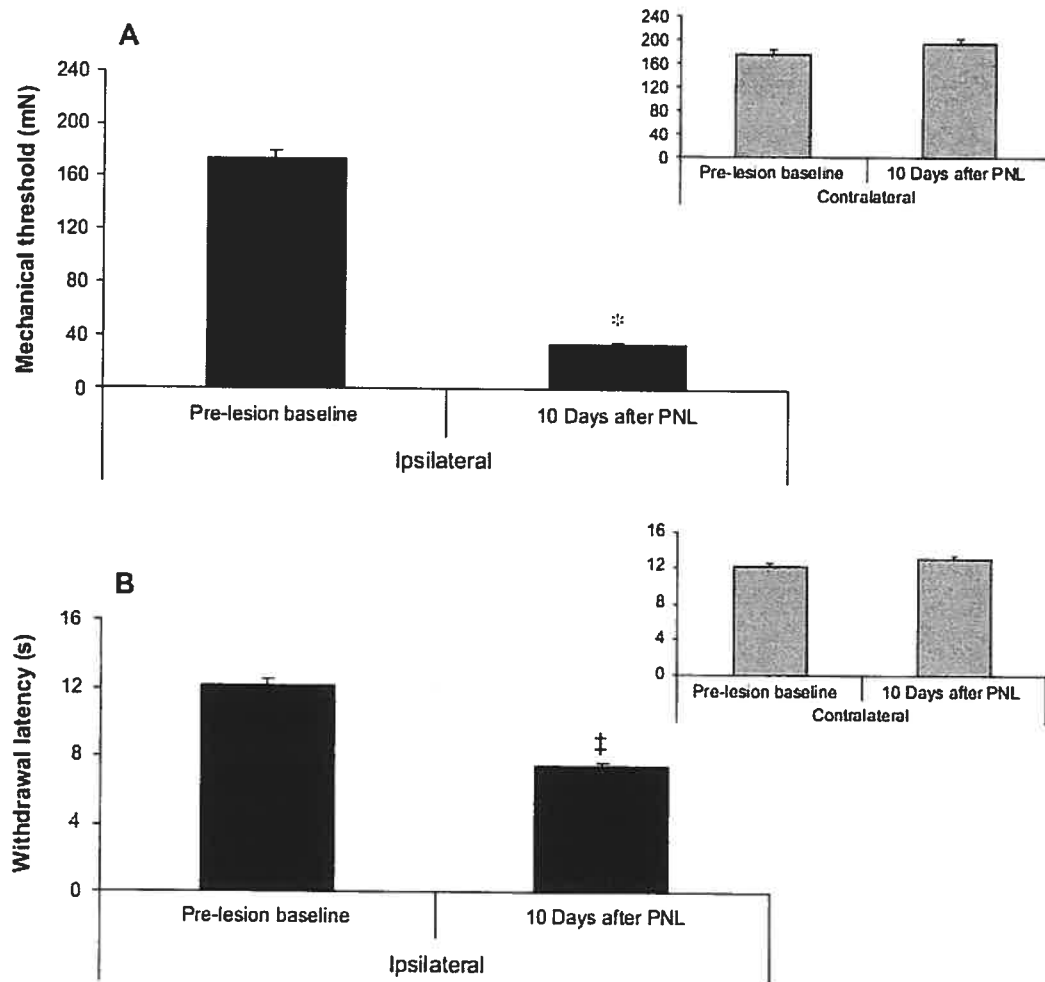 A
Mechanical threshold (mN)
240
200
160
120
80
40
0
*
Pre-lesion baseline
10 Days after PNL
Ipsilateral
240
200
160
120
80
40
0
Pre-lesion baseline
10 Days after PNL
Contralateral
B
Withdrawal latency (s)
16
12
8
4
0
‡
Pre-lesion baseline
10 Days after PNL
Ipsilateral
16
12
8
4
0
Pre-lesion baseline
10 Days after PNL
Contralateral